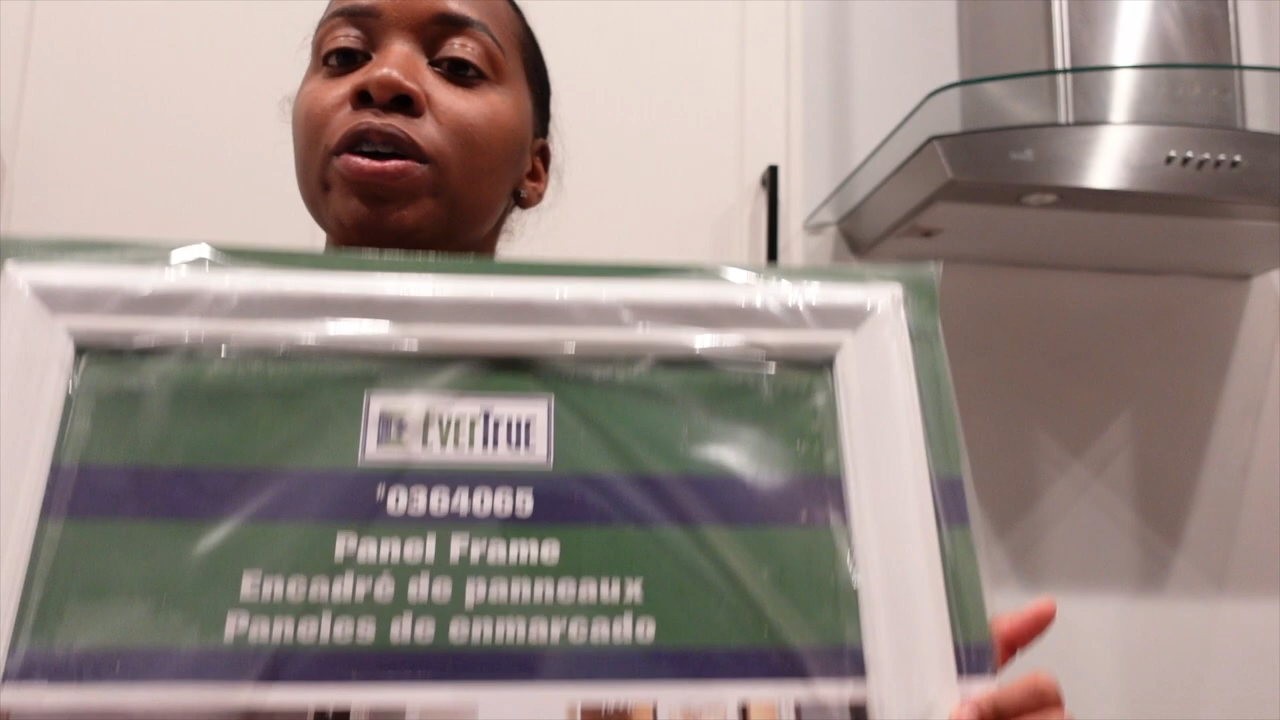 EverTrue
#0364065
Panel Frame
Encadré de panneaux
Paneles de enmarcado